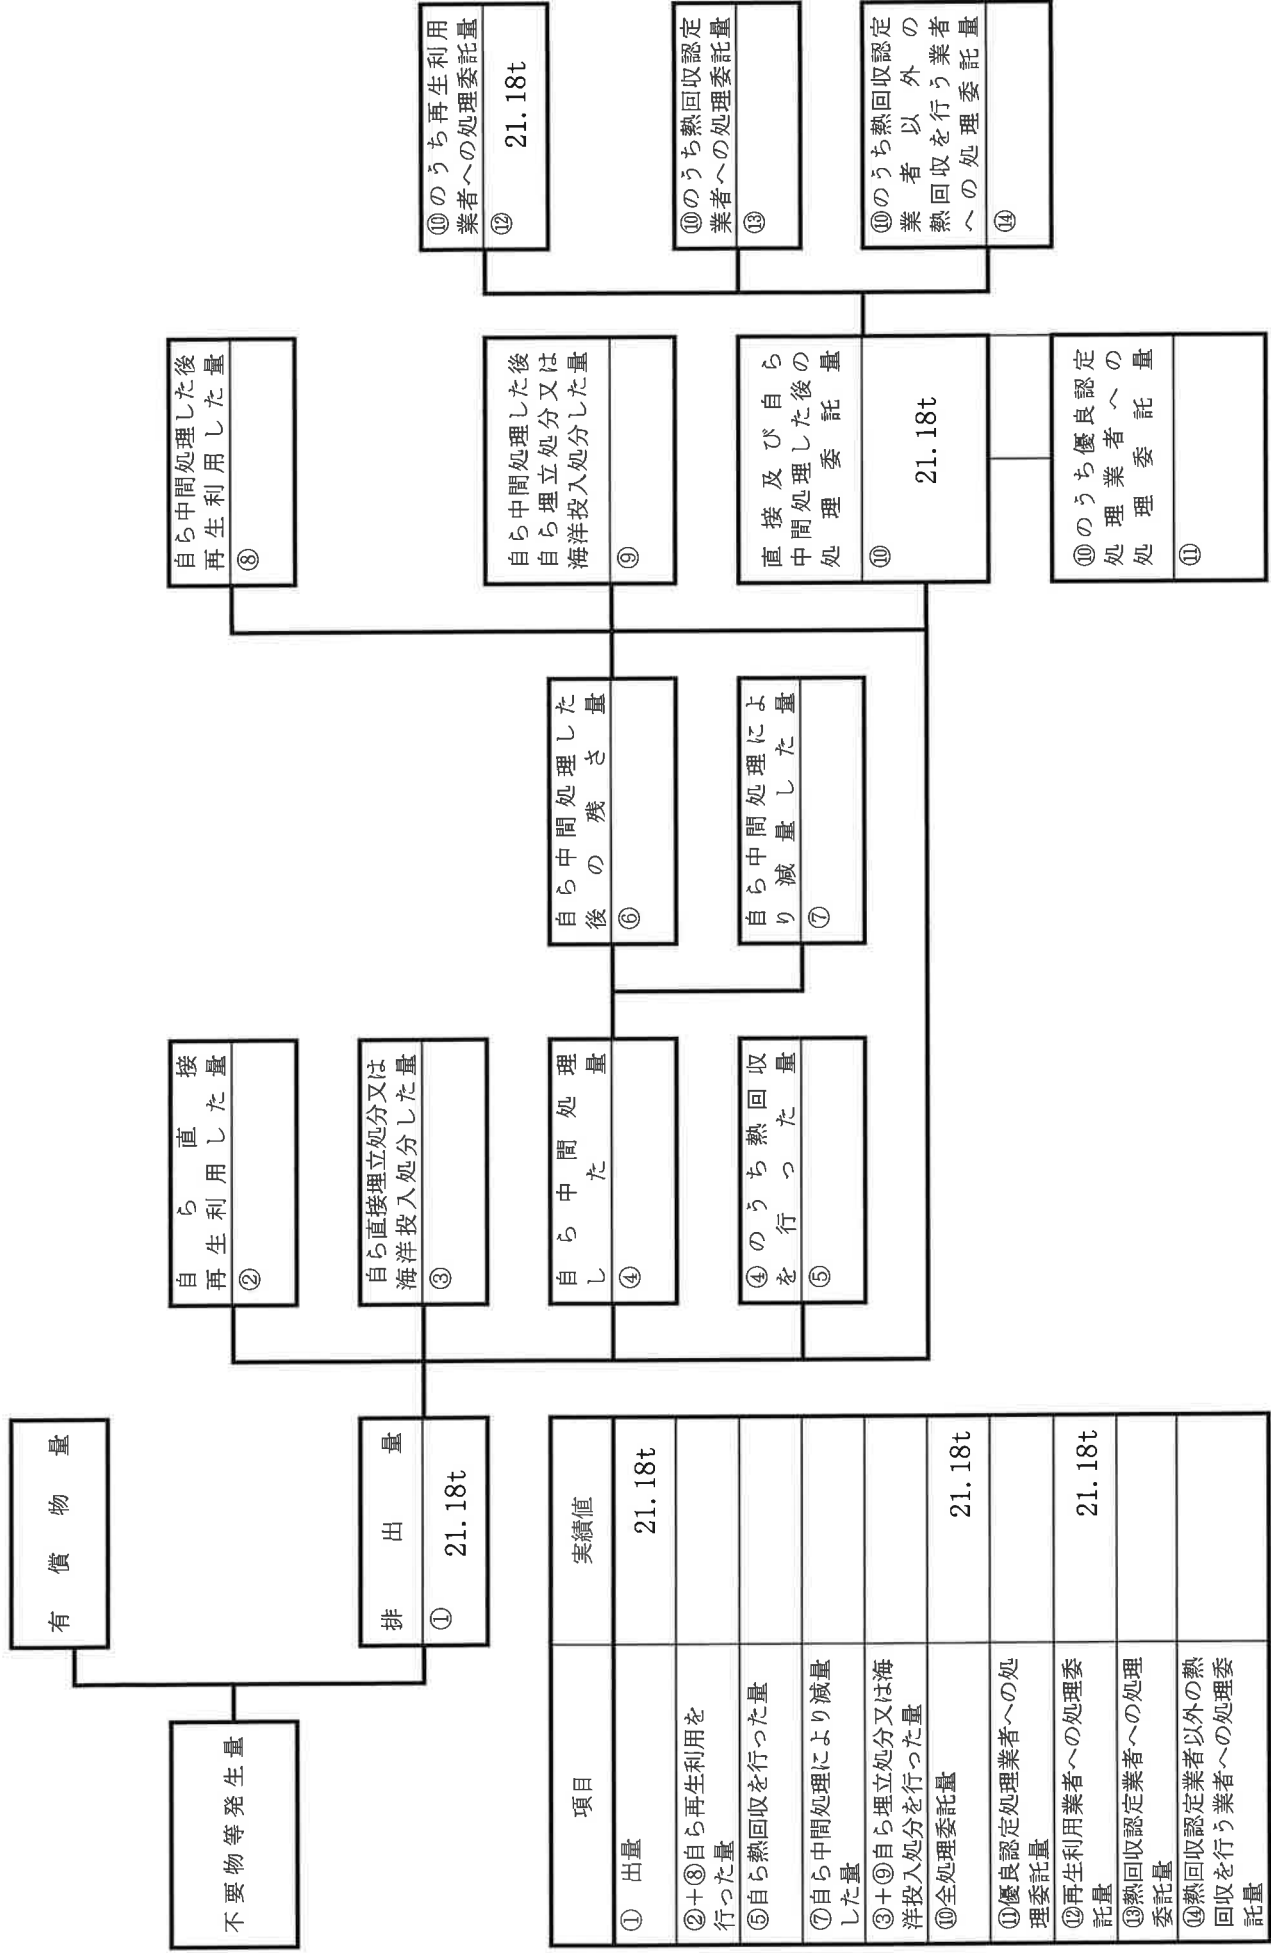 不要物等発生量
有償物量
排出量
① 21.18t
自ら直接
再生利用した量
②
自ら直接埋立処分又は
海洋投入処分した量
③
自ら中間処理
した量
④
④のうち熱回収
を行った量
⑤
自ら中間処理した
後の残さ量
⑥
自ら中間処理によ
り減量した量
⑦
自ら中間処理した後
再生利用した量
⑧
自ら中間処理した後
自ら埋立処分又は
海洋投入処分した量
⑨
直接及び自ら
中間処理した後の
処理委託量
⑩
21.18t
⑩のうち優良認定
処理業者への
処理委託量
⑪
⑩のうち再生利用
業者への処理委託量
⑫
21.18t
⑩のうち熱回収認定
業者への処理委託量
⑬
⑩のうち熱回収認定
業者以外の
熱回収を行う業者
への処理委託量
⑭
項目 実績値
① 出量 21.18t
②+⑧自ら再生利用を
行った量
⑤自ら熱回収を行った量
⑦自ら中間処理により減量
した量
③+⑨自ら埋立処分又は海
洋投入処分を行った量
⑩全処理委託量 21.18t
⑪優良認定処理業者への処
理委託量
⑫再生利用業者への処理委 21.18t
託量
⑬熱回収認定業者への処理
委託量
⑭熱回収認定業者以外の熱
回収を行う業者への処理委
託量